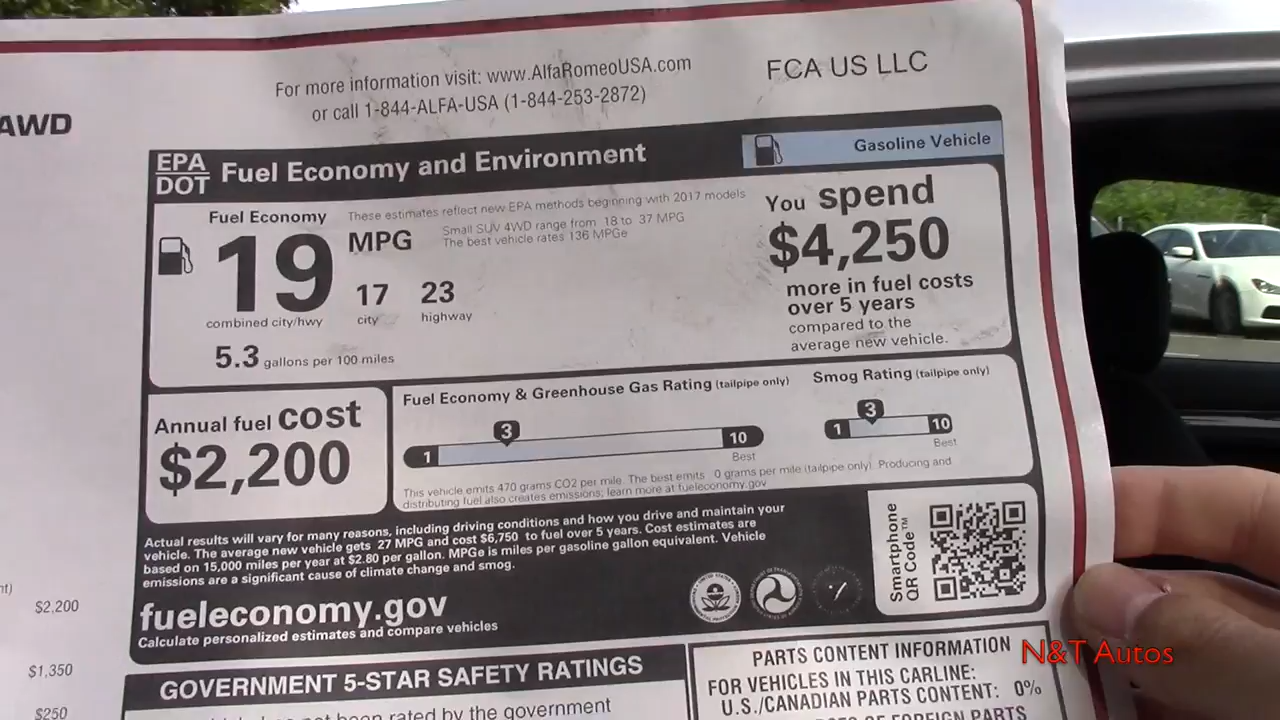 For more information visit: www.AlfaRomeoUSA.com
or call 1-844-ALFA-USA (1-844-253-2872)
FCA US LLC
AWD
EPA
DOT
Fuel Economy and Environment
Gasoline Vehicle
Fuel Economy
These estimates reflect new EPA methods beginning with 2017 models
19
MPG
Small SUV 4WD range from 18 to 37 MPG
The best vehicle rates 136 MPGe
17
23
combined city/hwy
city
highway
5.3 gallons per 100 miles
You spend
$4,250
more in fuel costs
over 5 years
compared to the
average new vehicle.
Annual fuel cost
$2,200
Fuel Economy & Greenhouse Gas Rating (tailpipe only)
3
1
10
Best
Smog Rating (tailpipe only)
3
1
10
Best
This vehicle emits 470 grams CO2 per mile. The best emits 0 grams per mile (tailpipe only). Producing and
distributing fuel also creates emissions; learn more at fueleconomy.gov
Actual results will vary for many reasons, including driving conditions and how you drive and maintain your
vehicle. The average new vehicle gets 27 MPG and cost $6,750 to fuel over 5 years. Cost estimates are
based on 15,000 miles per year at $2.80 per gallon. MPGe is miles per gasoline gallon equivalent. Vehicle
emissions are a significant cause of climate change and smog.
fueleconomy.gov
Calculate personalized estimates and compare vehicles
Smartphone
QR Code™
$2,200
$1,350
$250
GOVERNMENT 5-STAR SAFETY RATINGS
been rated by the government
PARTS CONTENT INFORMATION
FOR VEHICLES IN THIS CARLINE:
U.S./CANADIAN PARTS CONTENT: 0%
OF FOREIGN PARTS
N&T Autos